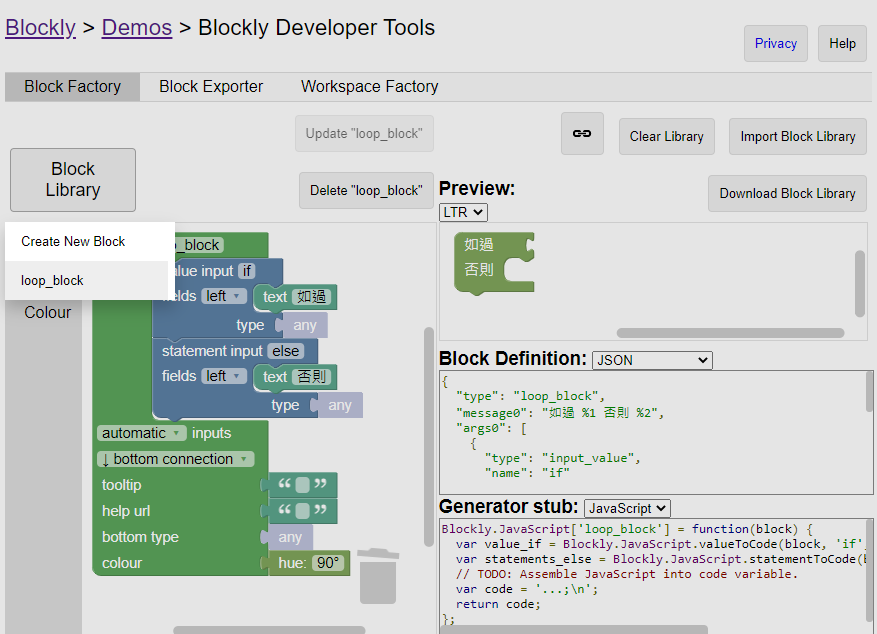 Blockly > Demos > Blockly Developer Tools
Privacy
Help
Block Factory
Block Exporter
Workspace Factory
Update "loop_block"
Clear Library
Import Block Library
Block
Library
Delete "loop_block"
Download Block Library
Create New Block
loop_block
Colour
_block
input if
left
text 如過
type any
statement input else
fields left
text 否則
type any
automatic inputs
↓ bottom connection
tooltip “ ”
help url “ ”
bottom type any
colour hue: 90°
Preview:
LTR
如過
否則
Block Definition: JSON
{
"type": "loop_block",
"message0": "如過 %1 否則 %2",
"args0": [
{
"type": "input_value",
"name": "if"
Generator stub: JavaScript
Blockly.JavaScript['loop_block'] = function(block) {
var value_if = Blockly.JavaScript.valueToCode(block, 'if',
var statements_else = Blockly.JavaScript.statementToCode(b
// TODO: Assemble JavaScript into code variable.
var code = '...;\n';
return code;
};